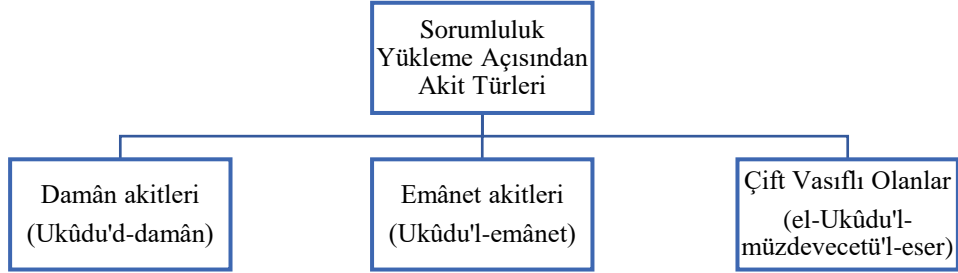 Sorumluluk
Yükleme Açısından
Akit Türleri
Damân akitleri
(Ukûdu'd-damân)
Emânet akitleri
(Ukûdu'l-emânet)
Çift Vasıflı Olanlar
(el-Ukûdu'l-
müzdevecetü'l-eser)